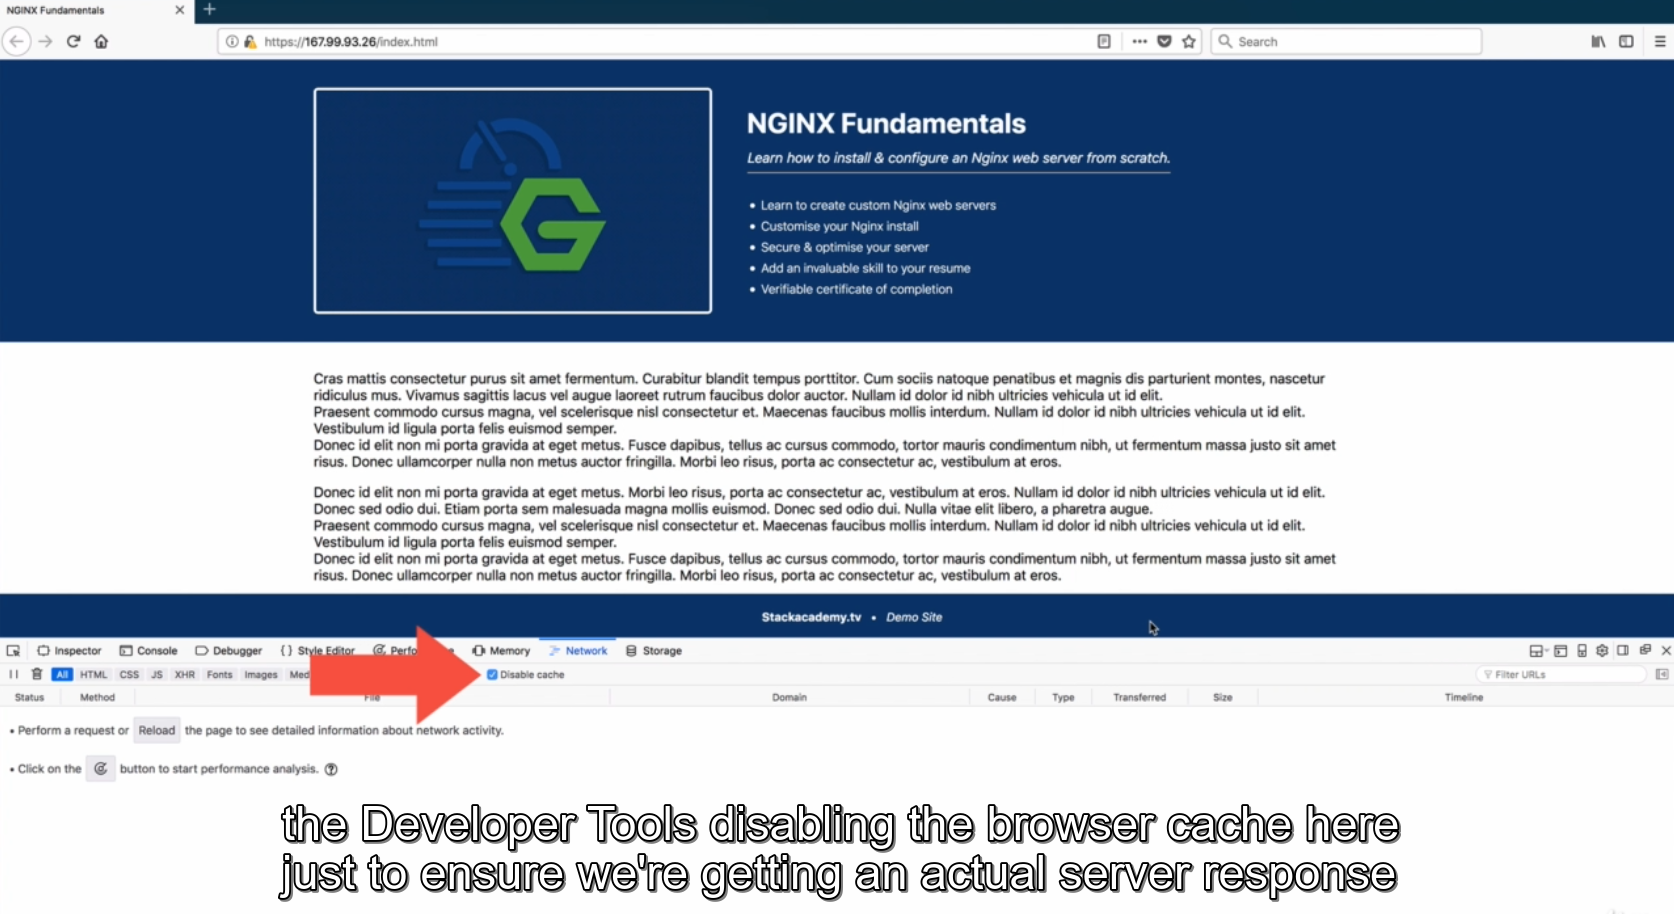 NGINX Fundamentals
https://167.99.93.26/index.html
Search
NGINX Fundamentals
Learn how to install & configure an Nginx web server from scratch.
• Learn to create custom Nginx web servers
• Customise your Nginx install
• Secure & optimise your server
• Add an invaluable skill to your resume
• Verifiable certificate of completion
Cras mattis consectetur purus sit amet fermentum. Curabitur blandit tempus porttitor. Cum sociis natoque penatibus et magnis dis parturient montes, nascetur
ridiculus mus. Vivamus sagittis lacus vel augue laoreet rutrum faucibus dolor auctor. Nullam id dolor id nibh ultricies vehicula ut id elit.
Praesent commodo cursus magna, vel scelerisque nisl consectetur et. Maecenas faucibus mollis interdum. Nullam id dolor id nibh ultricies vehicula ut id elit.
Vestibulum id ligula porta felis euismod semper.
Donec id elit non mi porta gravida at eget metus. Fusce dapibus, tellus ac cursus commodo, tortor mauris condimentum nibh, ut fermentum massa justo sit amet
risus. Donec ullamcorper nulla non metus auctor fringilla. Morbi leo risus, porta ac consectetur ac, vestibulum at eros.
Donec id elit non mi porta gravida at eget metus. Morbi leo risus, porta ac consectetur ac, vestibulum at eros. Nullam id dolor id nibh ultricies vehicula ut id elit.
Donec sed odio dui. Etiam porta sem malesuada magna mollis euismod. Donec sed odio dui. Nulla vitae elit libero, a pharetra augue.
Praesent commodo cursus magna, vel scelerisque nisl consectetur et. Maecenas faucibus mollis interdum. Nullam id dolor id nibh ultricies vehicula ut id elit.
Vestibulum id ligula porta felis euismod semper.
Donec id elit non mi porta gravida at eget metus. Fusce dapibus, tellus ac cursus commodo, tortor mauris condimentum nibh, ut fermentum massa justo sit amet
risus. Donec ullamcorper nulla non metus auctor fringilla. Morbi leo risus, porta ac consectetur ac, vestibulum at eros.
Stackacademy.tv • Demo Site
Inspector Console Debugger { } Style Editor Memory Network Storage
All HTML CSS JS XHR Fonts Images Disable cache Filter URLs
Status Method File Domain Cause Type Transferred Size Timeline
• Perform a request or Reload the page to see detailed information about network activity.
• Click on the button to start performance analysis.
the Developer Tools disabling the browser cache here
just to ensure we're getting an actual server response